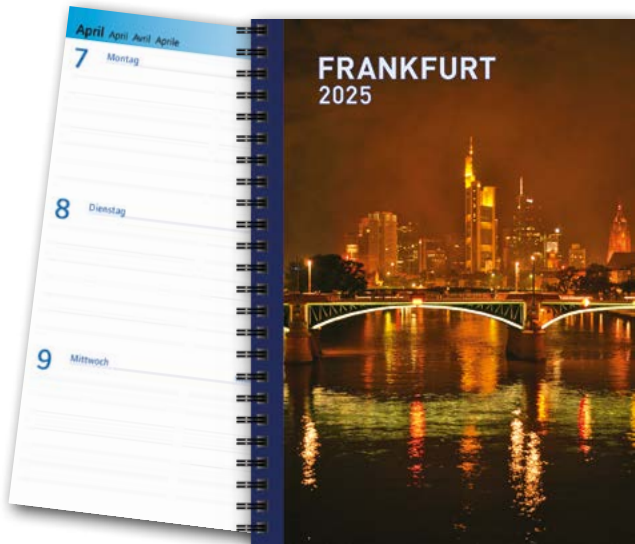 April April Avril Aprile
7 Montag
8 Dienstag
9 Mittwoch
FRANKFURT
2025